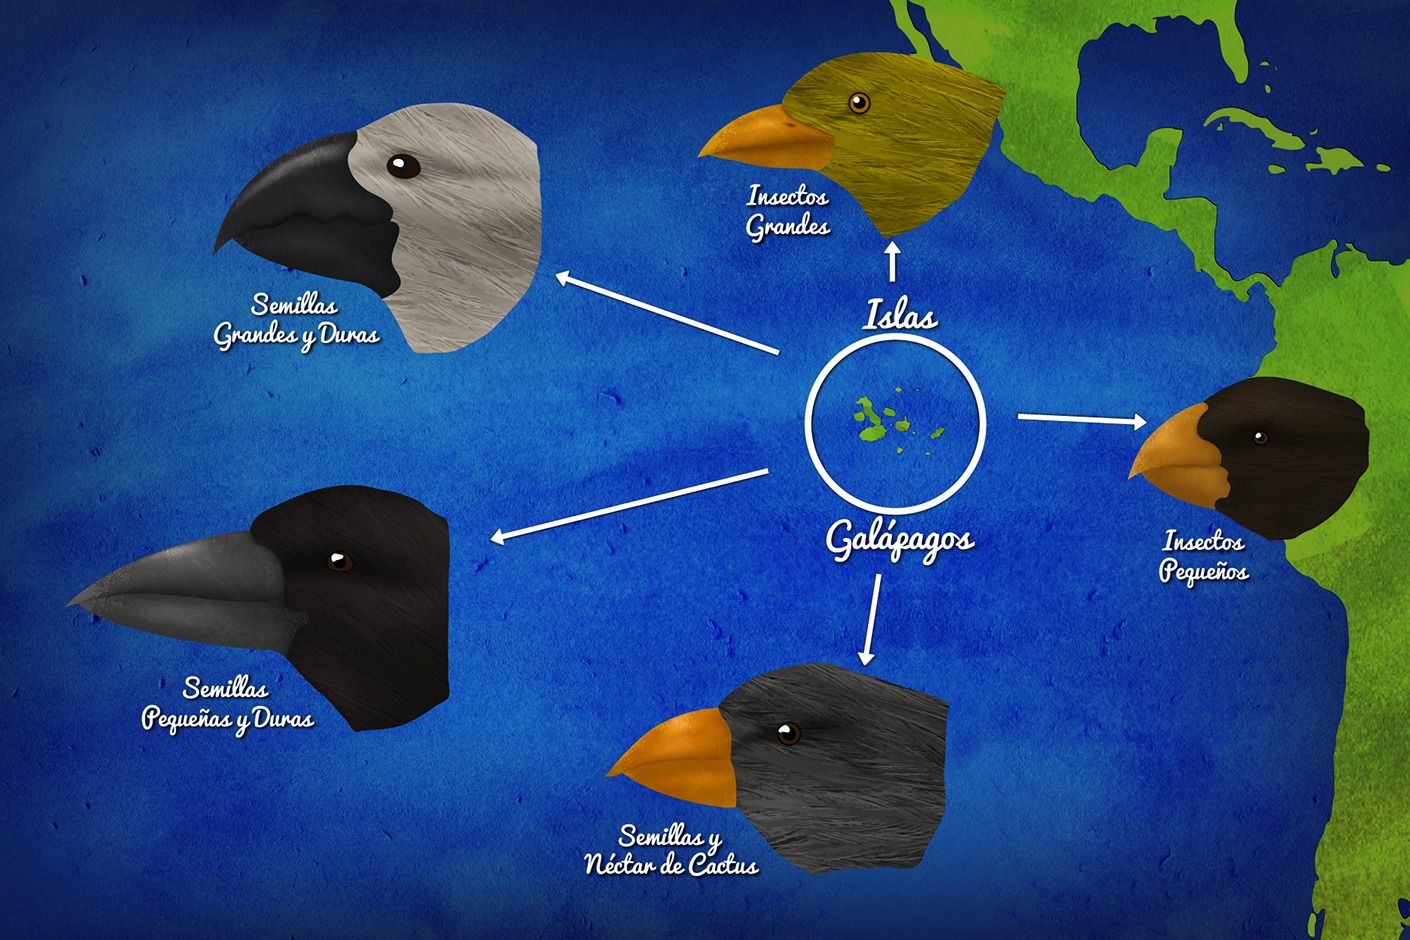 Insectos
Grandes
Semillas
Grandes y Duras
Islas
Galápagos
Insectos
Pequeños
Semillas
Pequeñas y Duras
Semillas y
Néctar de Cactus